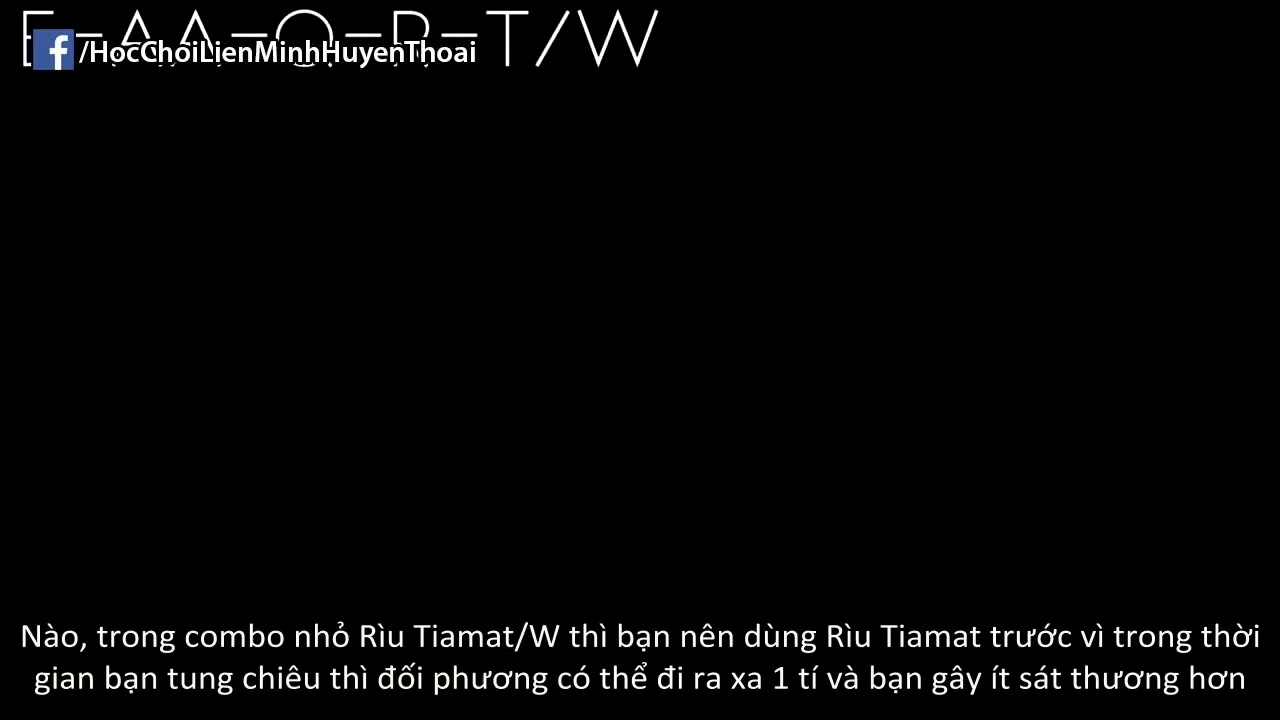 E-AA-Q-R-T/W
/HocChoiLienMinhHuyenThoai
Nào, trong combo nhỏ Rìu Tiamat/W thì bạn nên dùng Rìu Tiamat trước vì trong thời
gian bạn tung chiêu thì đối phương có thể đi ra xa 1 tí và bạn gây ít sát thương hơn